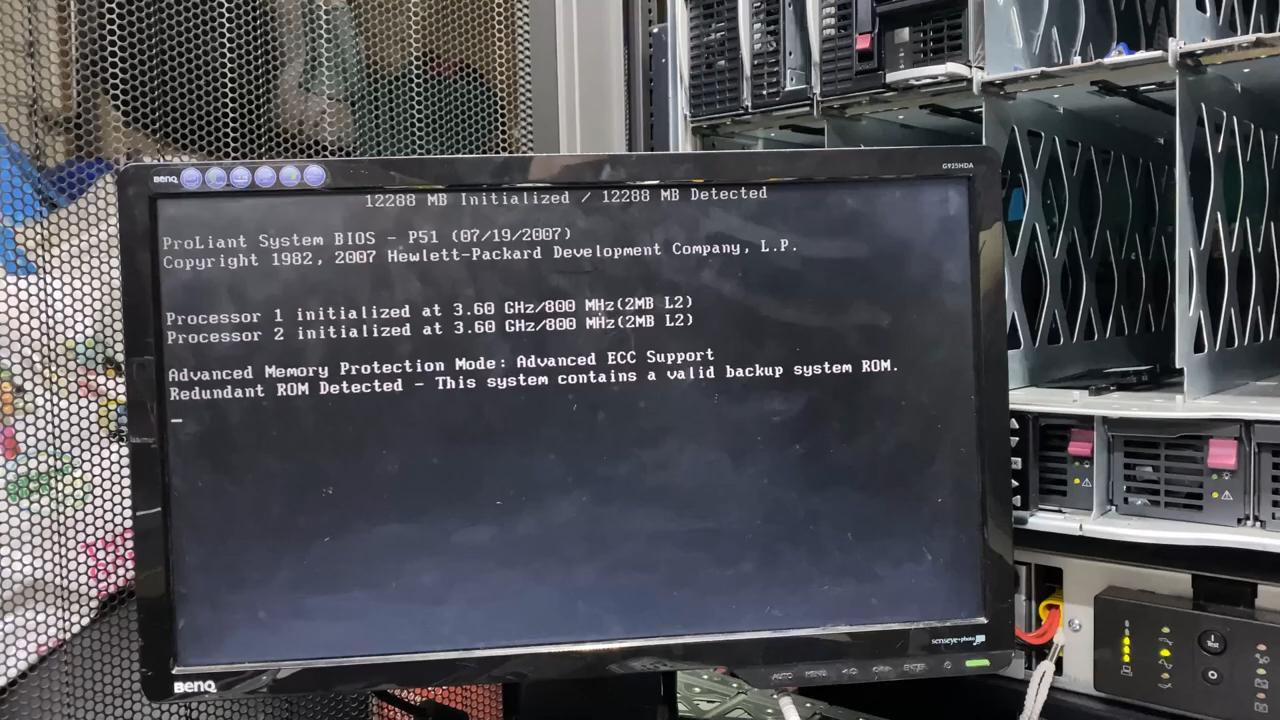 BenQ
G925HDA
12288 MB Initialized / 12288 MB Detected
ProLiant System BIOS - P51 (07/19/2007)
Copyright 1982, 2007 Hewlett-Packard Development Company, L.P.
Processor 1 initialized at 3.60 GHz/800 MHz(2MB L2)
Processor 2 initialized at 3.60 GHz/800 MHz(2MB L2)
Advanced Memory Protection Mode: Advanced ECC Support
Redundant ROM Detected - This system contains a valid backup system ROM.
senseye+photo
BenQ
AUTO
MENU
ENTER
Test